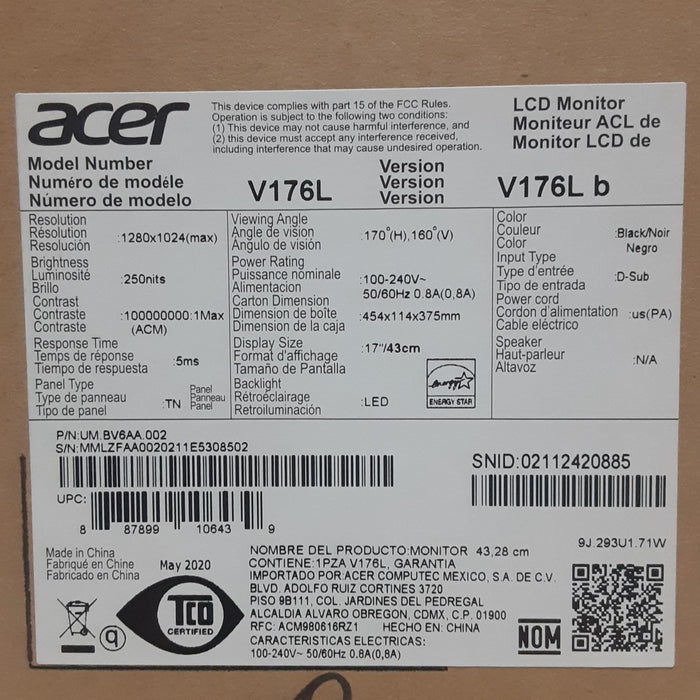 acer
This device complies with part 15 of the FCC Rules.
Operation is subject to the following two conditions:
(1) This device may not cause harmful interference, and
(2) this device must accept any interference received,
including interference that may cause undesired operation.
LCD Monitor
Moniteur ACL de
Monitor LCD de
Model Number
Numéro de modéle
Número de modelo
V176L
Version
Version
Version
V176L b
Resolution
Résolution
Resolución
:1280x1024(max)
Brightness
Luminosité
Brillo
:250nits
Contrast
Contraste
Contraste
:100000000:1Max
(ACM)
Response Time
Temps de réponse
Tiempo de respuesta
:5ms
Panel Type
Type de panneau
Tipo de panel
:TN
Panel
Panneau
Panel
Viewing Angle
Angle de vision
Angulo de visión
:170°(H),160°(V)
Power Rating
Puissance nominale
Alimentacion
:100-240V~
50/60Hz 0.8A(0,8A)
Carton Dimension
Dimension de boîte
Dimension de la caja
:454x114x375mm
Display Size
Format d'affichage
Tamaño de Pantalla
:17"/43cm
Backlight
Rétroéclairage
Retroiluminación
:LED
energy
ENERGY STAR
Color
Couleur
Color
:Black/Noir
Negro
Input Type
Type d'entrée
Tipo de entrada
:D-Sub
Power cord
Cordon d'alimentation
Cable eléctrico
:us(PA)
Speaker
Haut-parleur
Altavoz
:N/A
P/N:UM.BV6AA.002
S/N:MMLZFAA0020211E5308502
UPC:
8 87899 10643 9
SNID:02112420885
9J.293U1.71W
Made in China
Fabriqué en Chine
Fabricado en China
May 2020
TCO
CERTIFIED
q
NOMBRE DEL PRODUCTO:MONITOR 43,28 cm
CONTIENE:1PZA V176L, GARANTIA
IMPORTADO POR:ACER COMPUTEC MEXICO, S.A. DE C.V.
BLVD. ADOLFO RUIZ CORTINES 3720
PISO 9B111, COL. JARDINES DEL PEDREGAL
ALCALDIA ALVARO OBREGON, CDMX, C.P. 01900
RFC: ACM980616RZ1 HECHO EN: CHINA
CARACTERISTICAS ELECTRICAS:
100-240V~ 50/60Hz 0.8A(0,8A)
NOM